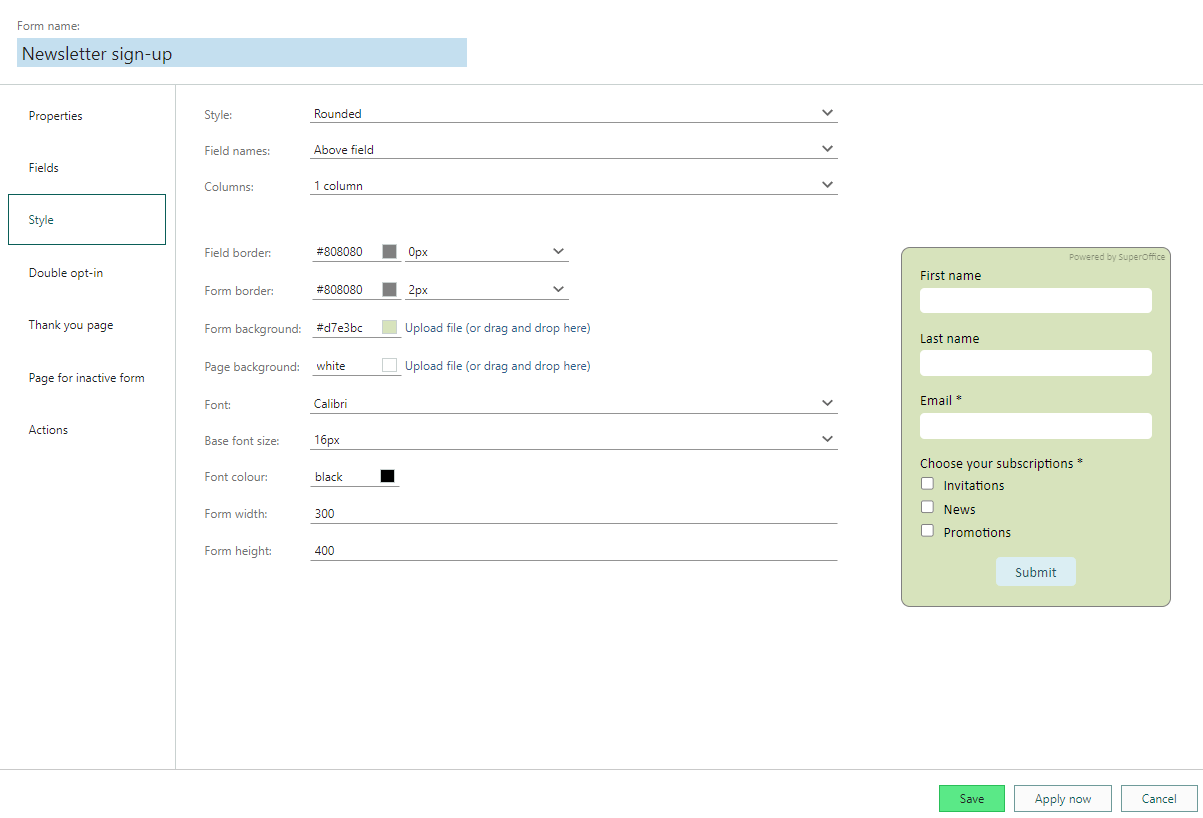 Form name:
Newsletter sign-up
Properties
Fields
Style
Double opt-in
Thank you page
Page for inactive form
Actions
Style: Rounded
Field names: Above field
Columns: 1 column
Field border: #808080 0px
Form border: #808080 2px
Form background: #d7e3bc Upload file (or drag and drop here)
Page background: white Upload file (or drag and drop here)
Font: Calibri
Base font size: 16px
Font colour: black
Form width: 300
Form height: 400
Powered by SuperOffice
First name
Last name
Email *
Choose your subscriptions *
Invitations
News
Promotions
Submit
Save Apply now Cancel